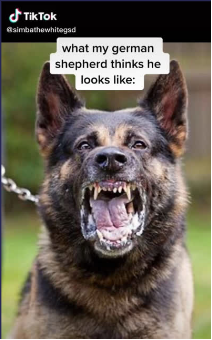 TikTok
@simbathewhitegsd
what my german
shepherd thinks he
looks like: